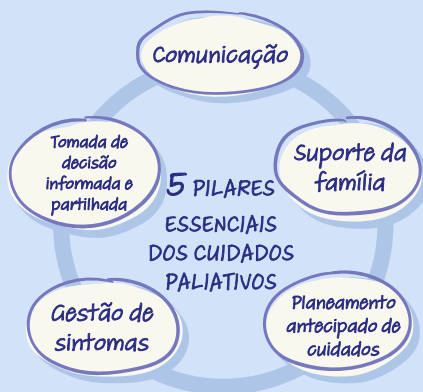 Comunicação
Tomada de
decisão
informada e
partilhada
Suporte da
família
5 PILARES
ESSENCIAIS
DOS CUIDADOS
PALIATIVOS
Gestão de
sintomas
Planeamento
antecipado de
cuidados